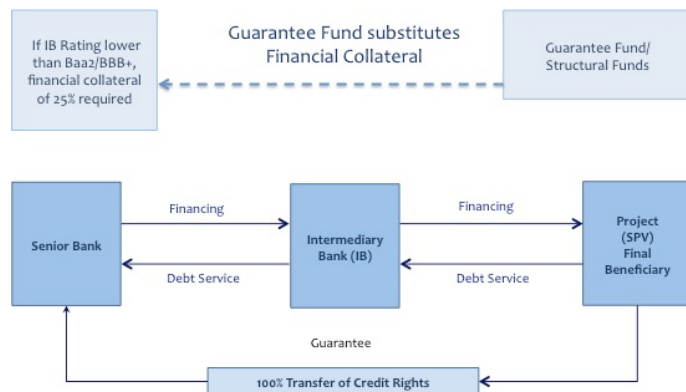 If IB Rating lower
than Baa2/BBB+,
financial collateral
of 25% required
Guarantee Fund substitutes
Financial Collateral
Guarantee Fund/
Structural Funds
Senior Bank
Financing
Debt Service
Intermediary
Bank (IB)
Financing
Debt Service
Project
(SPV)
Final
Beneficiary
Guarantee
100% Transfer of Credit Rights